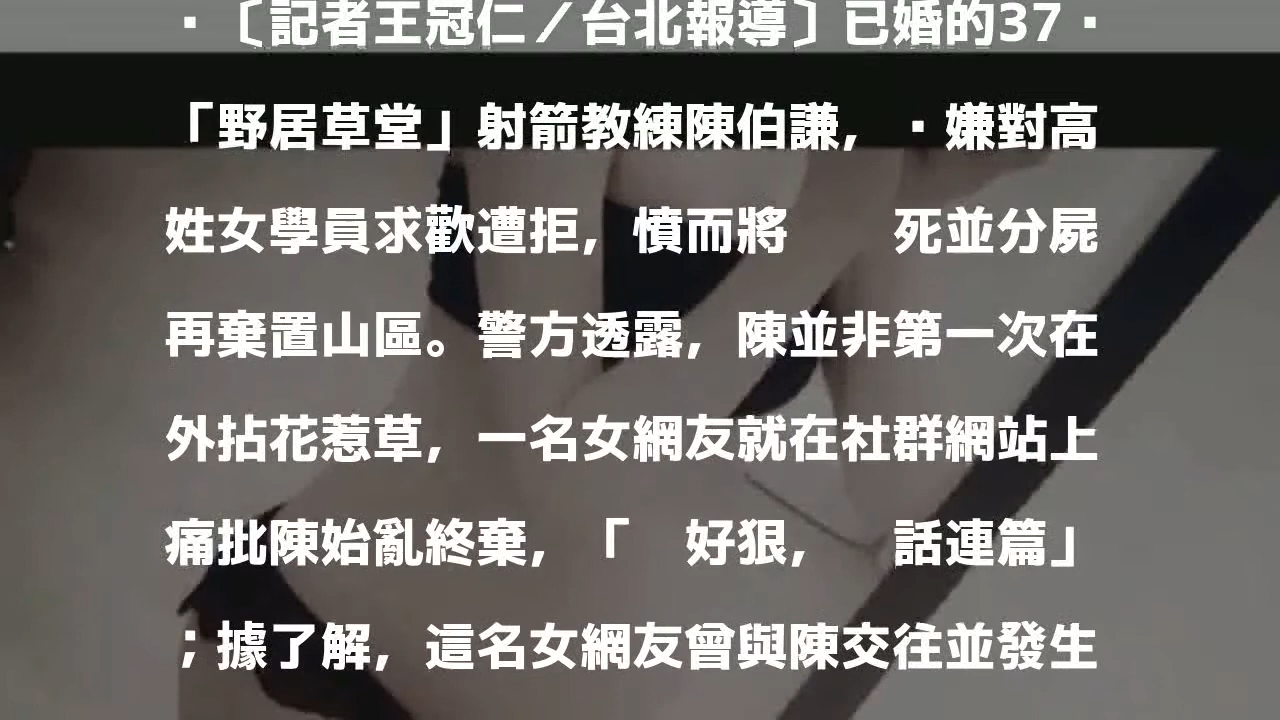 ·〔記者王冠仁／台北報導〕已婚的37·
「野居草堂」射箭教練陳伯謙，·嫌對高
姓女學員求歡遭拒，憤而將　　死並分屍
再棄置山區。警方透露，陳並非第一次在
外拈花惹草，一名女網友就在社群網站上
痛批陳始亂終棄，「　好狠，　話連篇」
；據了解，這名女網友曾與陳交往並發生